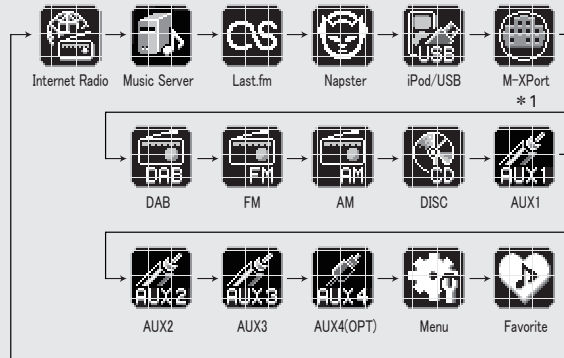 USB
Internet Radio Music Server Last.fm Napster iPod/USB M-XPort
*1
DAB FM AM CD AUX1
DAB FM AM DISC AUX1
AUX2 AUX3 AUX4
AUX2 AUX3 AUX4(OPT) Menu Favorite